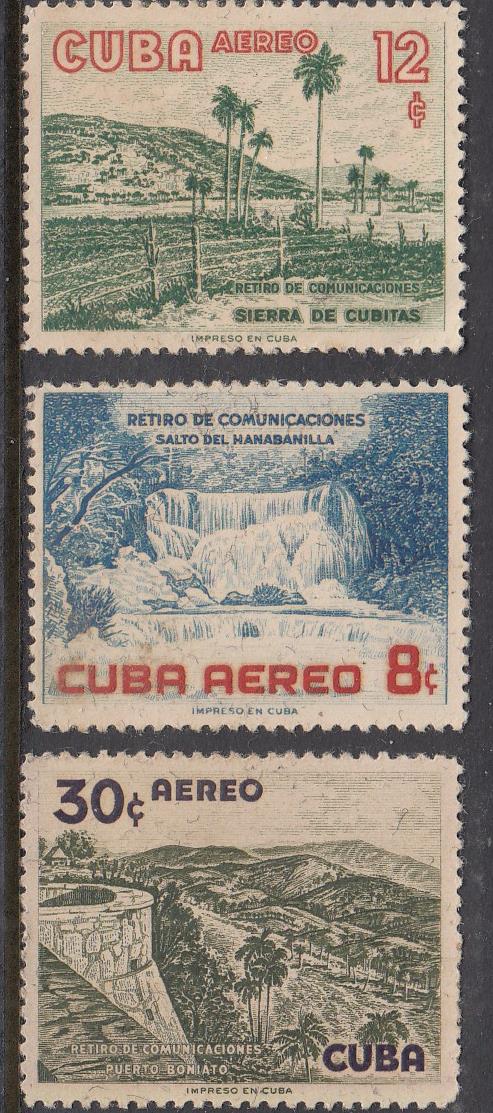 CUBA AEREO 12
¢
RETIRO DE COMUNICACIONES
SIERRA DE CUBITAS
IMPRESO EN CUBA
RETIRO DE COMUNICACIONES
SALTO DEL HANABANILLA
CUBA AEREO 8¢
IMPRESO EN CUBA
30¢ AEREO
RETIRO DE COMUNICACIONES
PUERTO BONIATO
CUBA
IMPRESO EN CUBA